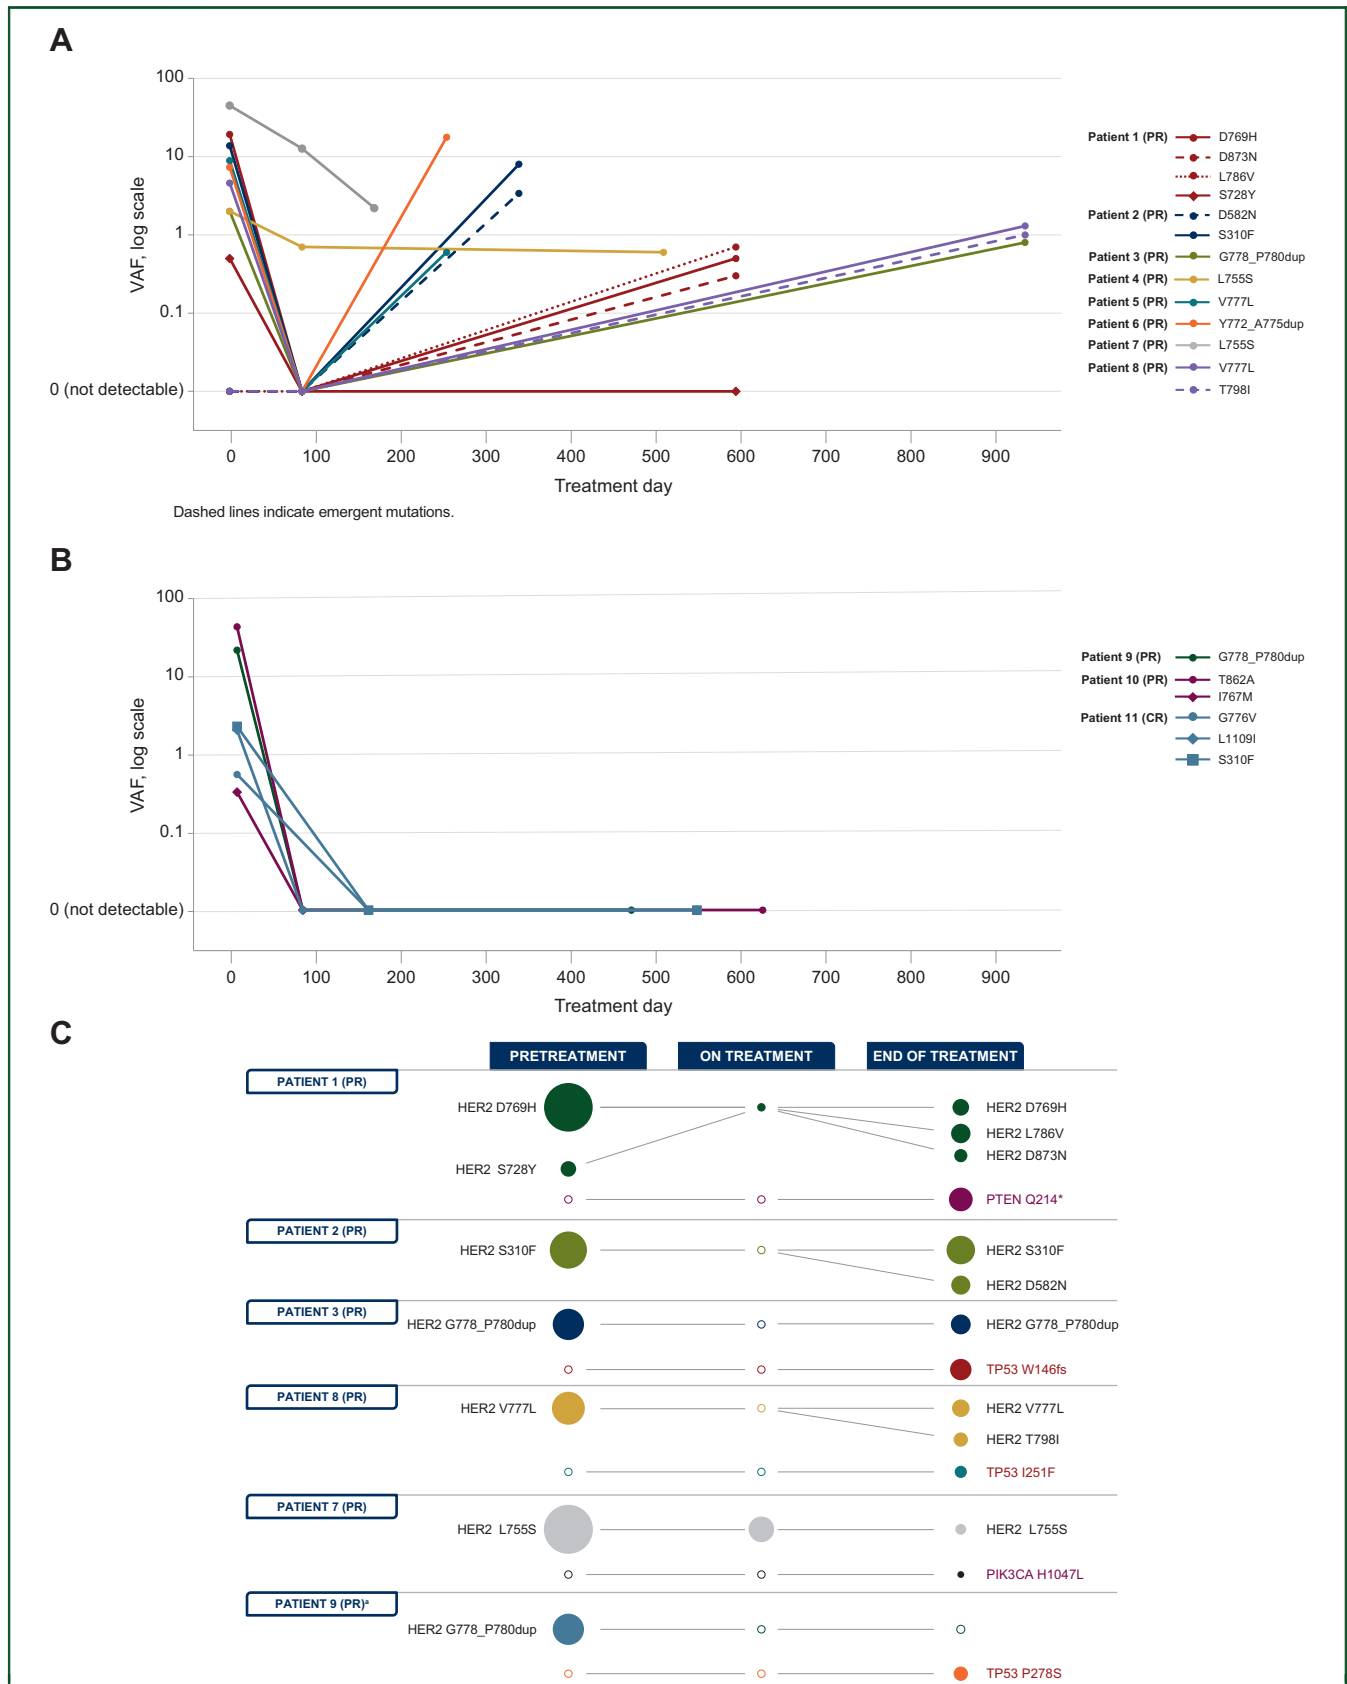 A
100
10
1
0.1
0 (not detectable)
VAF, log scale
0 100 200 300 400 500 600 700 800 900
Treatment day
Dashed lines indicate emergent mutations.
Patient 1 (PR) D769H
D873N
L786V
S728Y
Patient 2 (PR) D582N
S310F
Patient 3 (PR) G778_P780dup
Patient 4 (PR) L755S
Patient 5 (PR) V777L
Patient 6 (PR) Y772_A775dup
Patient 7 (PR) L755S
Patient 8 (PR) V777L
T798I
B
100
10
1
0.1
0 (not detectable)
VAF, log scale
0 100 200 300 400 500 600 700 800 900
Treatment day
Patient 9 (PR) G778_P780dup
Patient 10 (PR) T862A
I767M
Patient 11 (CR) G776V
L1109I
S310F
C
PRETREATMENT ON TREATMENT END OF TREATMENT
PATIENT 1 (PR)
HER2 D769H HER2 D769H
HER2 L786V
HER2 D873N
HER2 S728Y
PTEN Q214*
PATIENT 2 (PR)
HER2 S310F HER2 S310F
HER2 D582N
PATIENT 3 (PR)
HER2 G778_P780dup HER2 G778_P780dup
TP53 W146fs
PATIENT 8 (PR)
HER2 V777L HER2 V777L
HER2 T798I
TP53 I251F
PATIENT 7 (PR)
HER2 L755S HER2 L755S
PIK3CA H1047L
PATIENT 9 (PR)ª
HER2 G778_P780dup
TP53 P278S